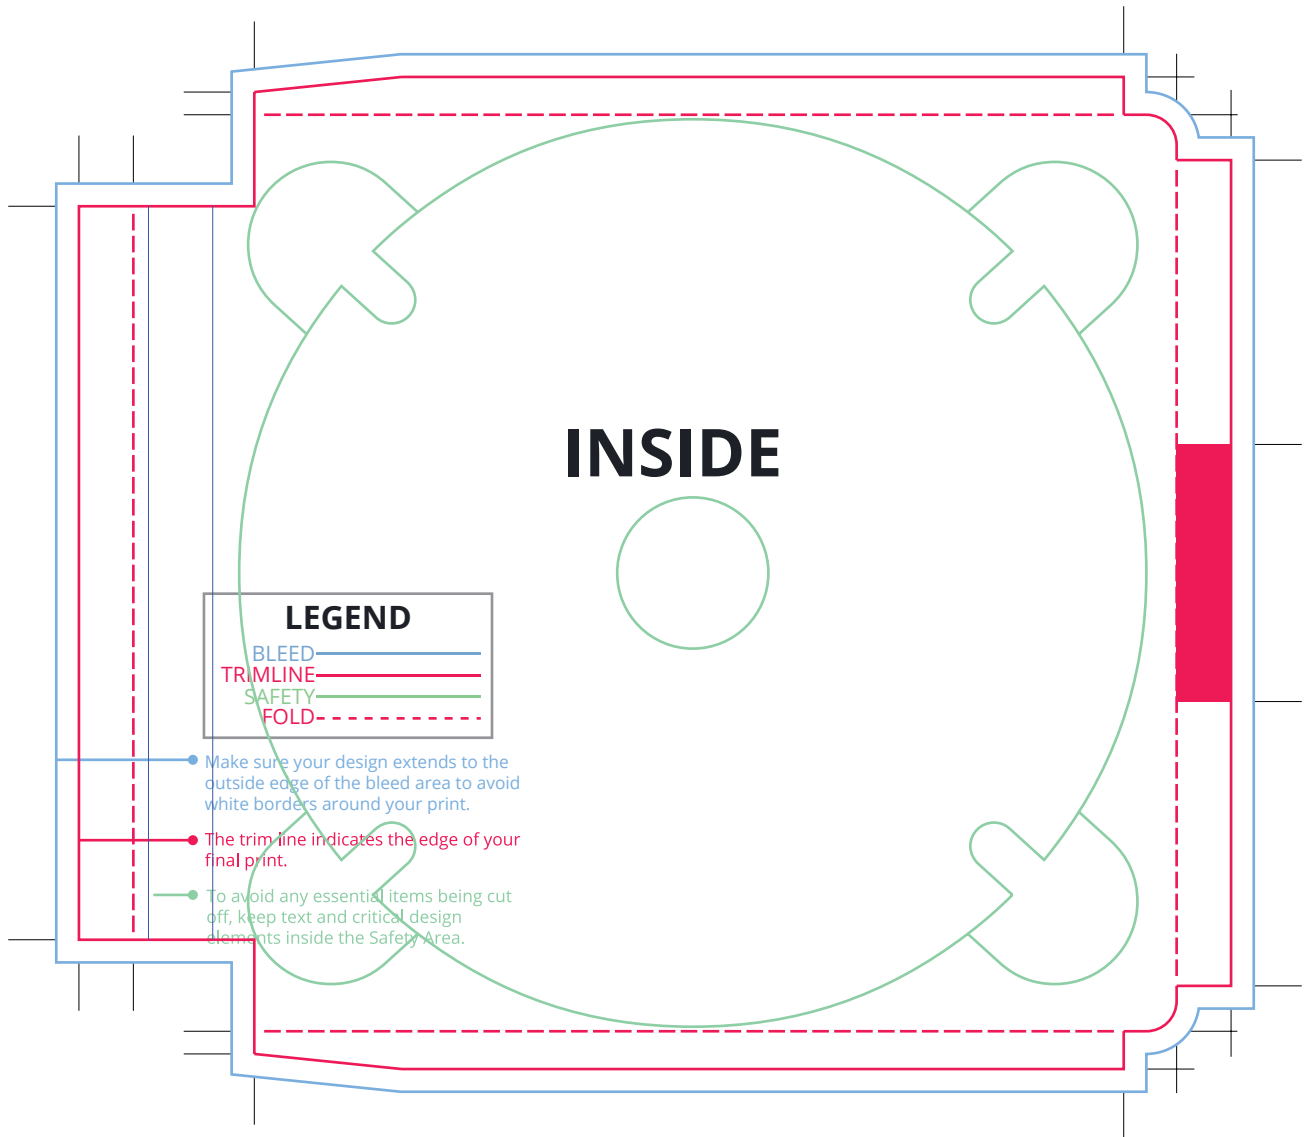 INSIDE
LEGEND
BLEED
TRIMLINE
SAFETY
FOLD
Make sure your design extends to the
outside edge of the bleed area to avoid
white borders around your print.
The trim line indicates the edge of your
final print.
To avoid any essential items being cut
off, keep text and critical design
elements inside the Safety Area.